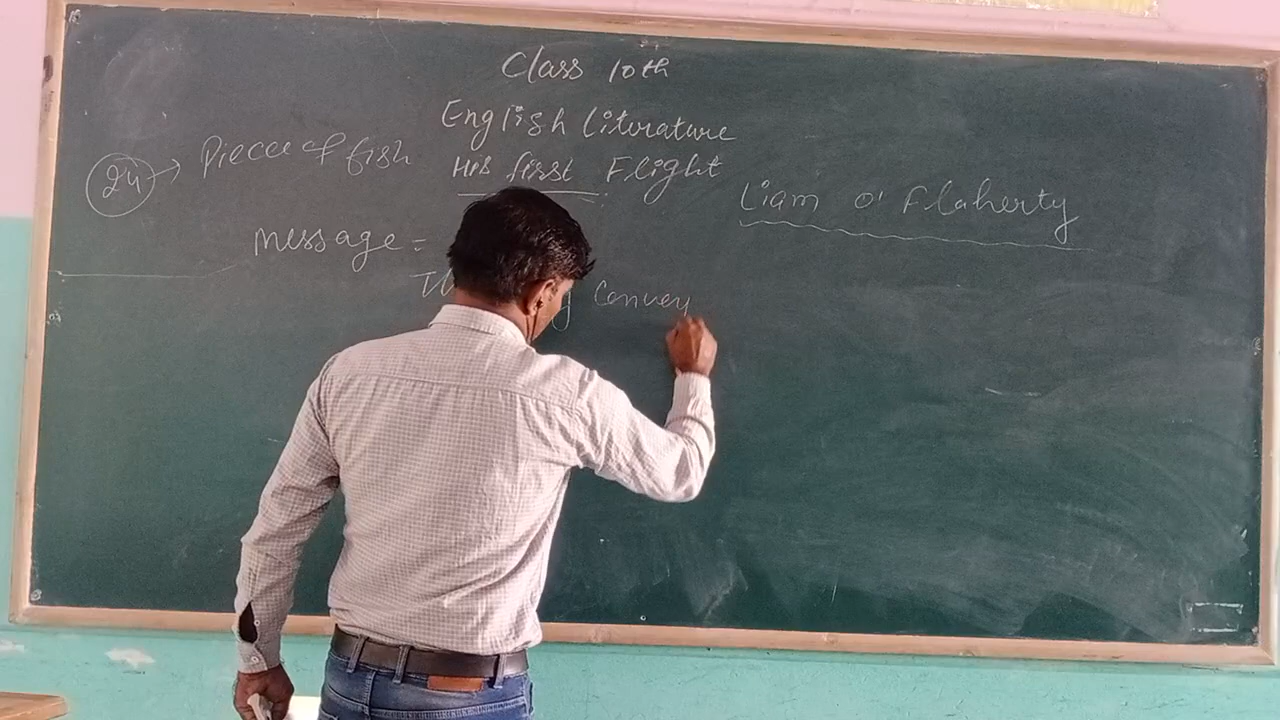 Class 10th
English Literature
His first Flight
24 → Piece of fish
Liam o' Flaherty
Message =
Convey